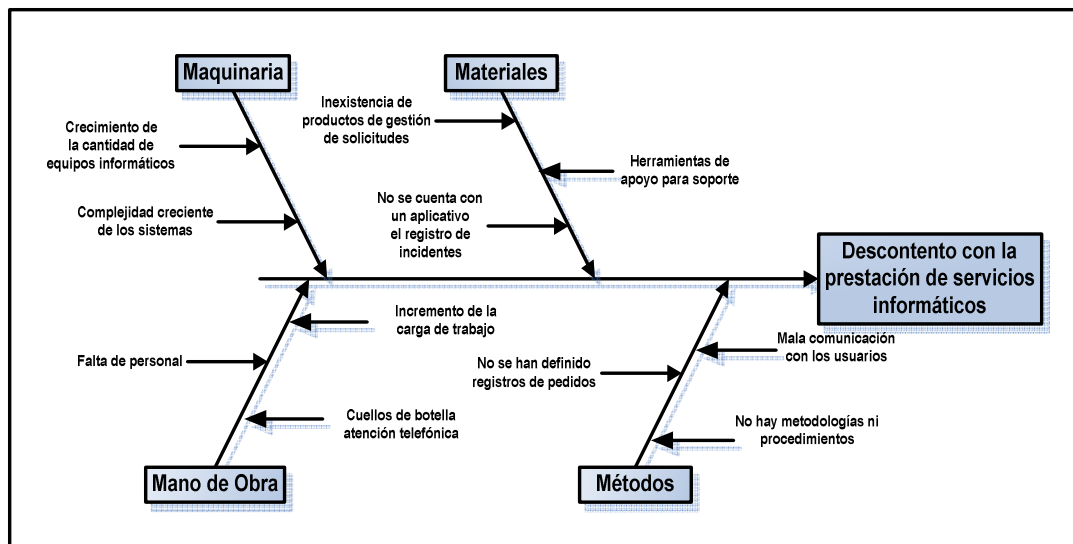 Maquinaria
Materiales
Crecimiento de
la cantidad de
equipos informáticos
Complejidad creciente
de los sistemas
Inexistencia de
productos de gestión
de solicitudes
Herramientas de
apoyo para soporte
No se cuenta con
un aplicativo
el registro de
incidentes
Descontento con la
prestación de servicios
informáticos
Incremento de la
carga de trabajo
Falta de personal
Cuellos de botella
atención telefónica
Mala comunicación
con los usuarios
No se han definido
registros de pedidos
No hay metodologías ni
procedimientos
Mano de Obra
Métodos